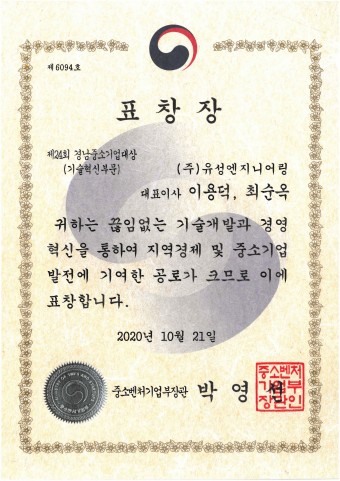 제6094호
표창장
제24회 경남중소기업대상
(기술혁신부문) (주)유성엔지니어링
대표이사 이용덕, 최순옥
귀하는 끊임없는 기술개발과 경영
혁신을 통하여 지역경제 및 중소기업
발전에 기여한 공로가 크므로 이에
표창합니다.
2020년 10월 21일
중소벤처기업부장관 박영선
중소벤처
기업부
장관인